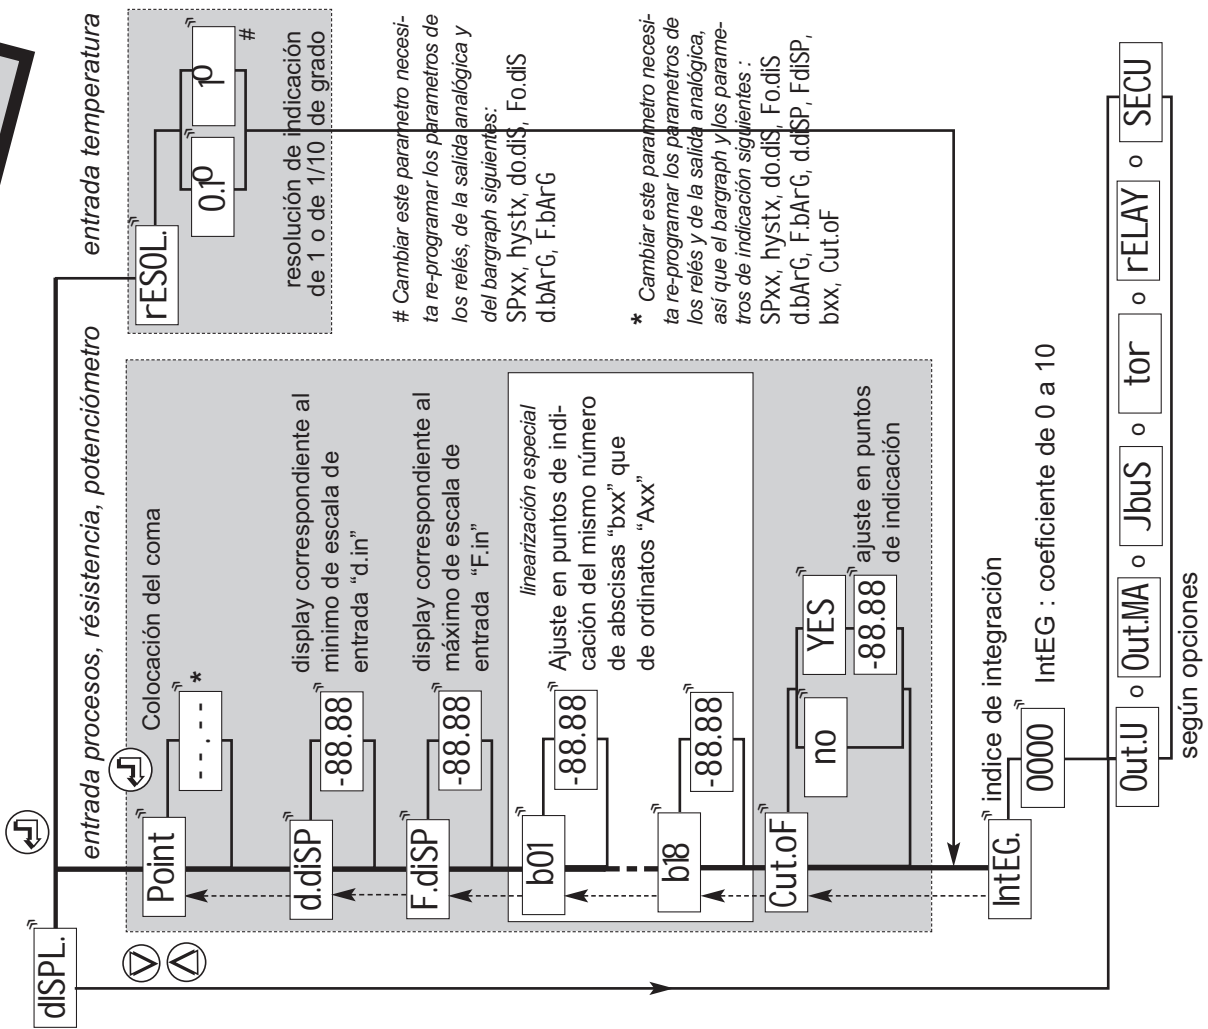 dISPL.
entrada procesos, résistencia, potenciómetro
entrada temperatura
Point
Colocación del coma
- - . - -
*
d.diSP
-88.88
display correspondiente al
minimo de escala de
entrada “d.in”
F.diSP
-88.88
display correspondiente al
máximo de escala de
entrada “F.in”
b01
-88.88
linearización especial
Ajuste en puntos de indi-
cación del mismo número
de abscisas “bxx” que
de ordinatos “Axx”
b18
-88.88
Cut.oF
no
YES
-88.88
ajuste en puntos
de indicación
IntEG.
indice de integración
0000
IntEG : coeficiente de 0 a 10
Out.U o Out.MA o JbuS o tor o rELAY o SECU
según opciones
rESOL.
0.1º
1º
#
resolución de indicación
de 1 o de 1/10 de grado
# Cambiar este parametro necesi-
ta re-programar los parametros de
los relés, de la salida analógica y
del bargraph siguientes:
SPxx, hystx, do.diS, Fo.diS
d.bArG, F.bArG
* Cambiar este parametro necesi-
ta re-programar los parametros de
los relés y de la salida analógica,
así que el bargraph y los parame-
tros de indicación siguientes :
SPxx, hystx, do.diS, Fo.diS
d.bArG, F.bArG, d.diSP, FdiSP,
bxx, Cut.oF